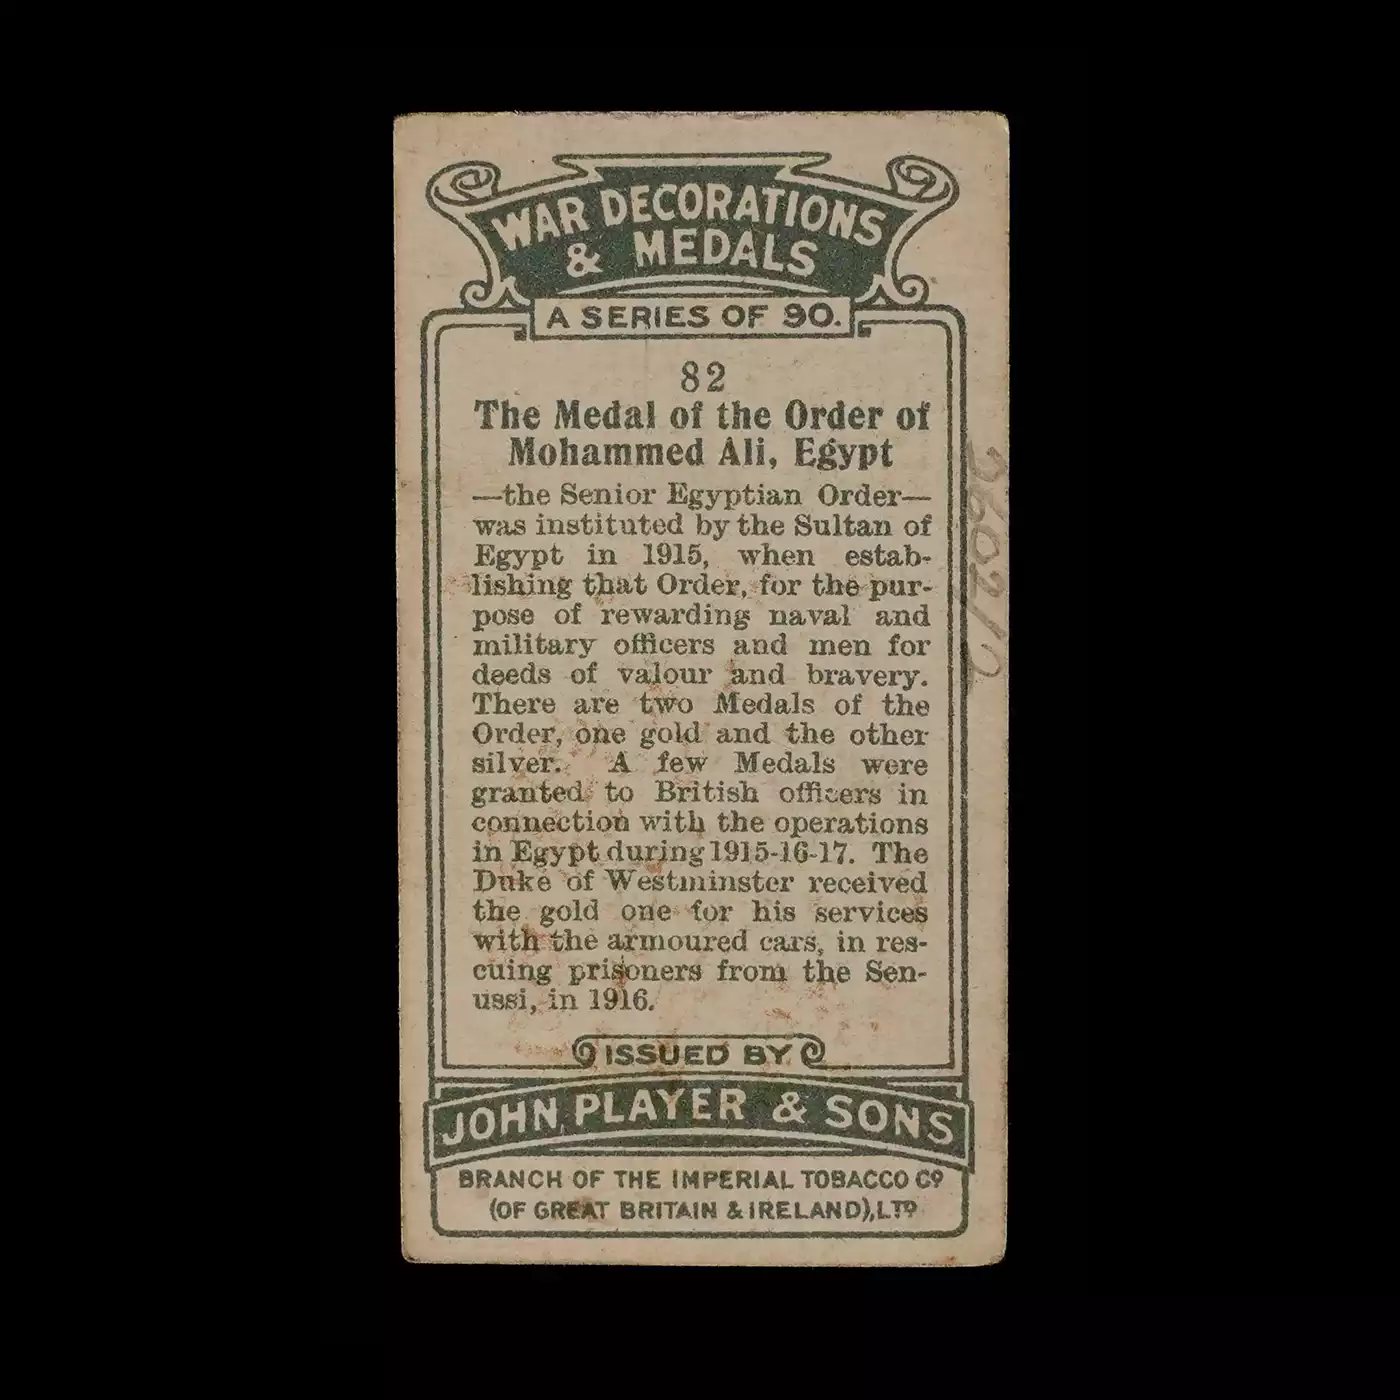 WAR DECORATIONS
& MEDALS
A SERIES OF 90.
82
The Medal of the Order of
Mohammed Ali, Egypt
—the Senior Egyptian Order—
was instituted by the Sultan of
Egypt in 1915, when estab-
lishing that Order, for the pur-
pose of rewarding naval and
military officers and men for
deeds of valour and bravery.
There are two Medals of the
Order, one gold and the other
silver. A few Medals were
granted to British officers in
connection with the operations
in Egypt during 1915-16-17. The
Duke of Westminster received
the gold one for his services
with the armoured cars, in res-
cuing prisoners from the Sen-
ussi, in 1916.
ISSUED BY
JOHN PLAYER & SONS
BRANCH OF THE IMPERIAL TOBACCO CO
(OF GREAT BRITAIN & IRELAND), LTD